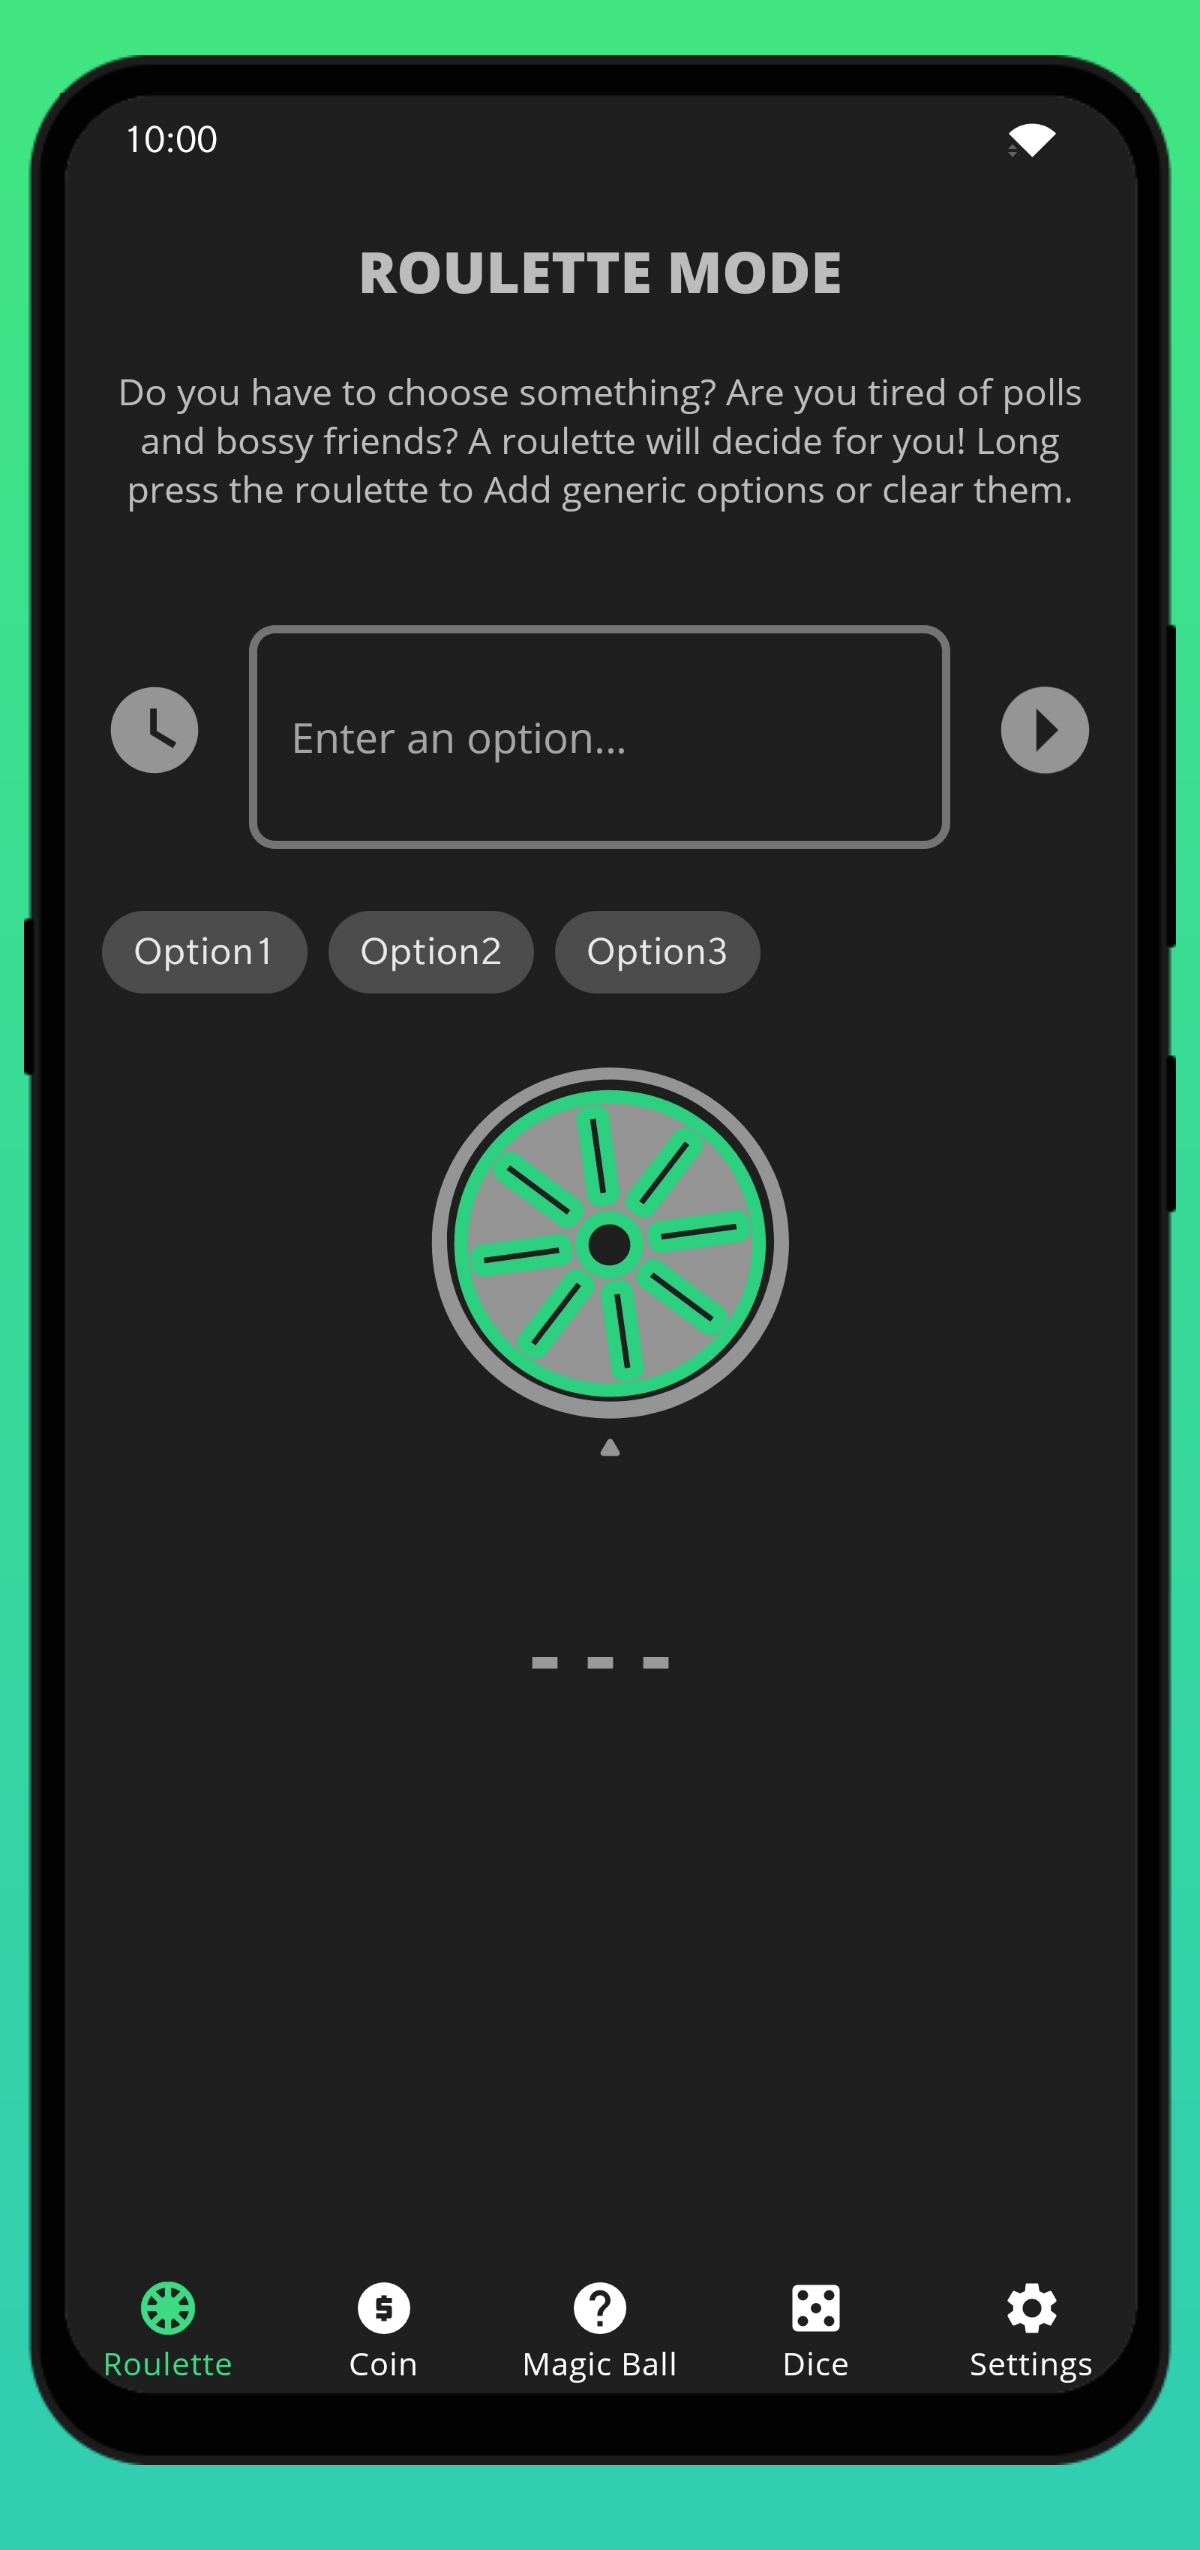 10:00
ROULETTE MODE
Do you have to choose something? Are you tired of polls
and bossy friends? A roulette will decide for you! Long
press the roulette to Add generic options or clear them.
Enter an option...
Option1 Option2 Option3
- - -
Roulette Coin Magic Ball Dice Settings